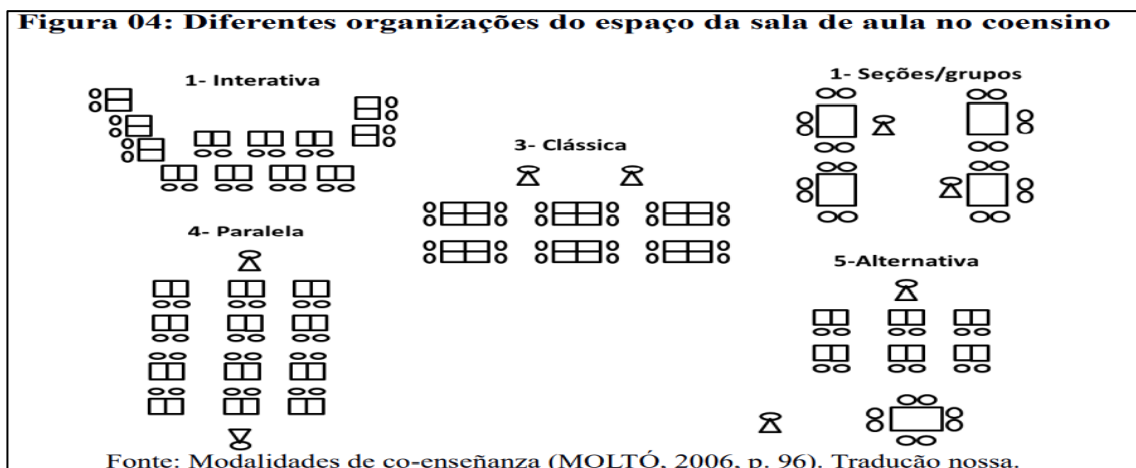 Figura 04: Diferentes organizações do espaço da sala de aula no coensino
1- Interativa
1- Seções/grupos
3- Clássica
4- Paralela
5-Alternativa
Fonte: Modalidades de co-enseñanza (MOLTÓ, 2006, p. 96). Tradução nossa.